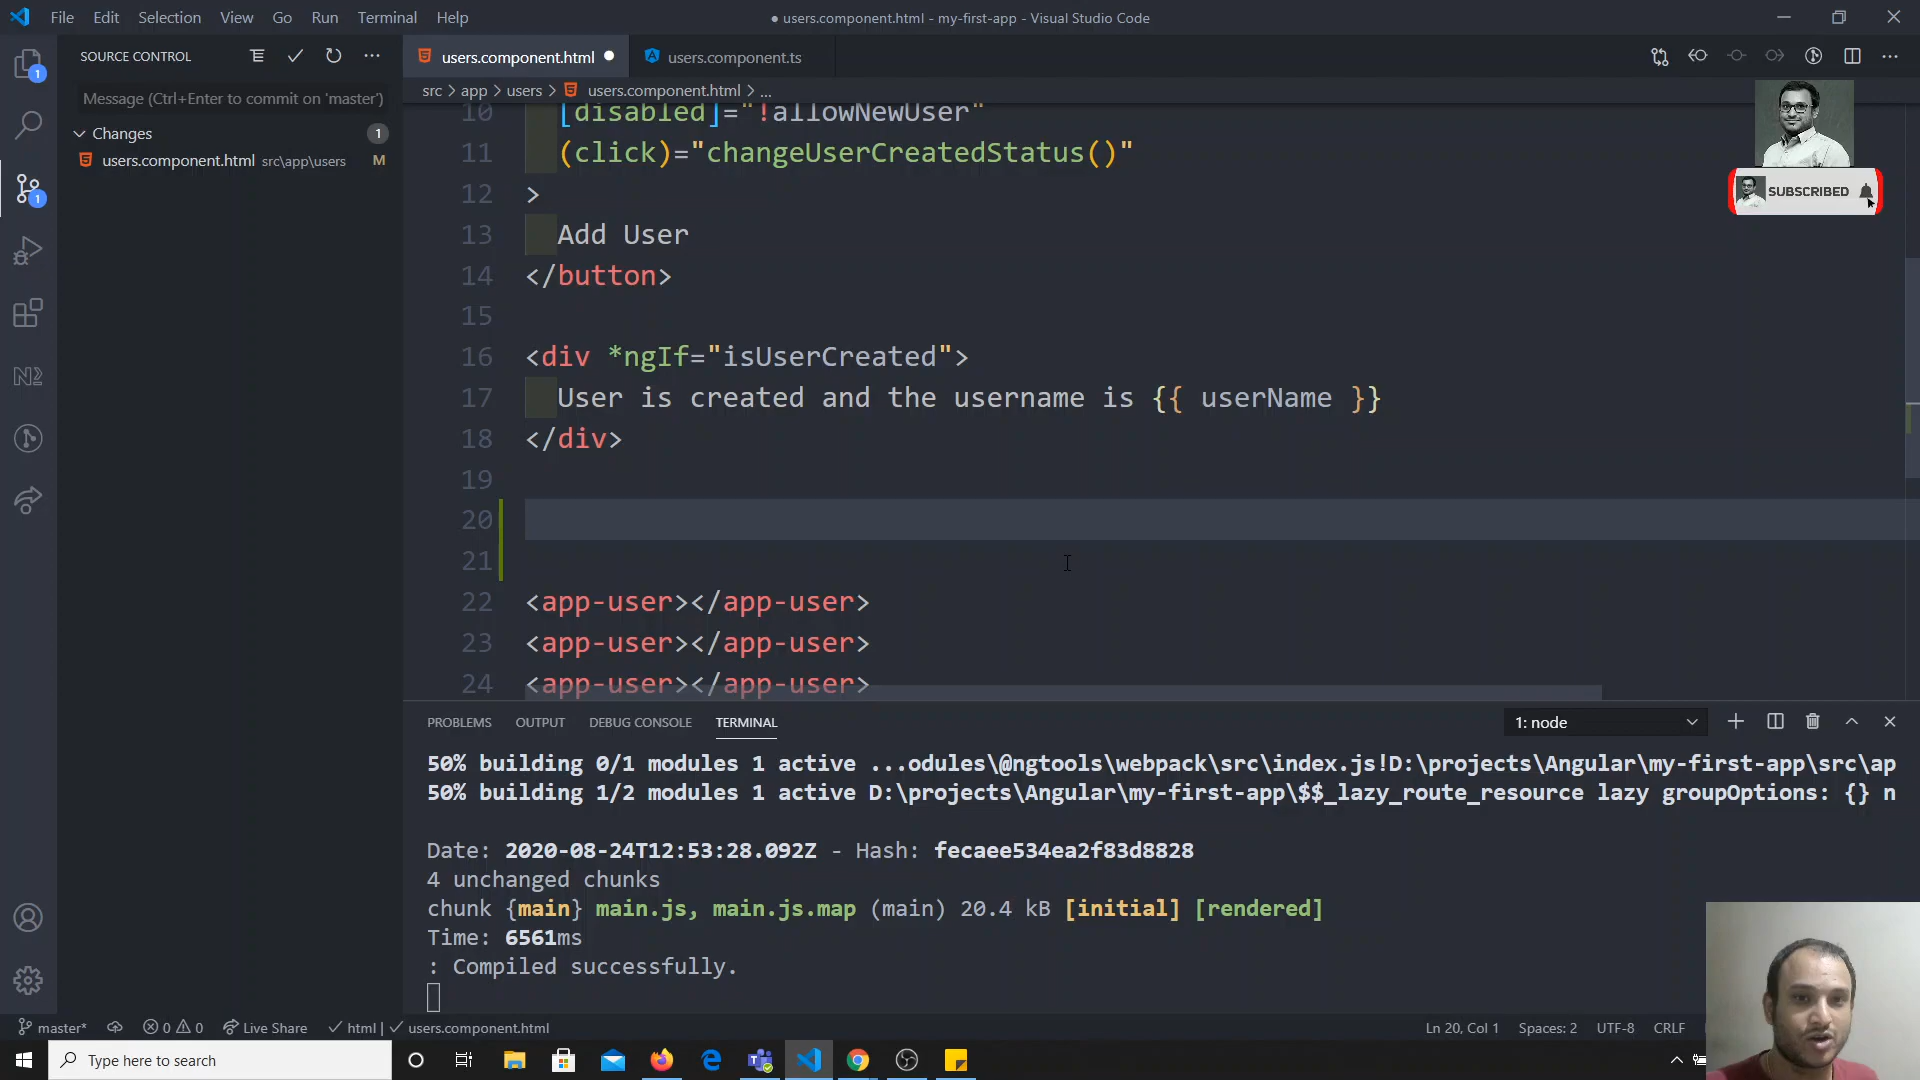 File Edit Selection View Go Run Terminal Help
● users.component.html - my-first-app - Visual Studio Code
SOURCE CONTROL
Message (Ctrl+Enter to commit on 'master')
Changes 1
users.component.html src\app\users M
1
1
users.component.html
users.component.ts
src > app > users > users.component.html > ...
10 [disabled]="!allowNewUser"
11 (click)="changeUserCreatedStatus()"
12 >
13 Add User
14 </button>
15
16 <div *ngIf="isUserCreated">
17 User is created and the username is {{ userName }}
18 </div>
19
20
21
22 <app-user></app-user>
23 <app-user></app-user>
24 <app-user></app-user>
SUBSCRIBED
PROBLEMS OUTPUT DEBUG CONSOLE TERMINAL 1: node
50% building 0/1 modules 1 active ...odules\@ngtools\webpack\src\index.js!D:\projects\Angular\my-first-app\src\ap
50% building 1/2 modules 1 active D:\projects\Angular\my-first-app\$$_lazy_route_resource lazy groupOptions: {} n
Date: 2020-08-24T12:53:28.092Z - Hash: fecaee534ea2f83d8828
4 unchanged chunks
chunk {main} main.js, main.js.map (main) 20.4 kB [initial] [rendered]
Time: 6561ms
: Compiled successfully.
master* 0 0 Live Share html | users.component.html Ln 20, Col 1 Spaces: 2 UTF-8 CRLF
Type here to search